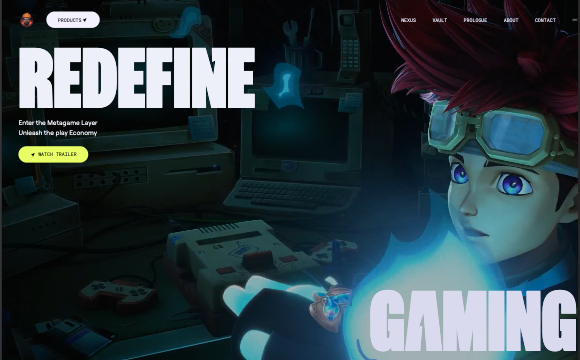 PRODUCTS
NEXUS
VAULT
PROLOGUE
ABOUT
CONTACT
REDEFINE
Enter the Metagame Layer
Unleash the play Economy
WATCH TRAILER
GAMING